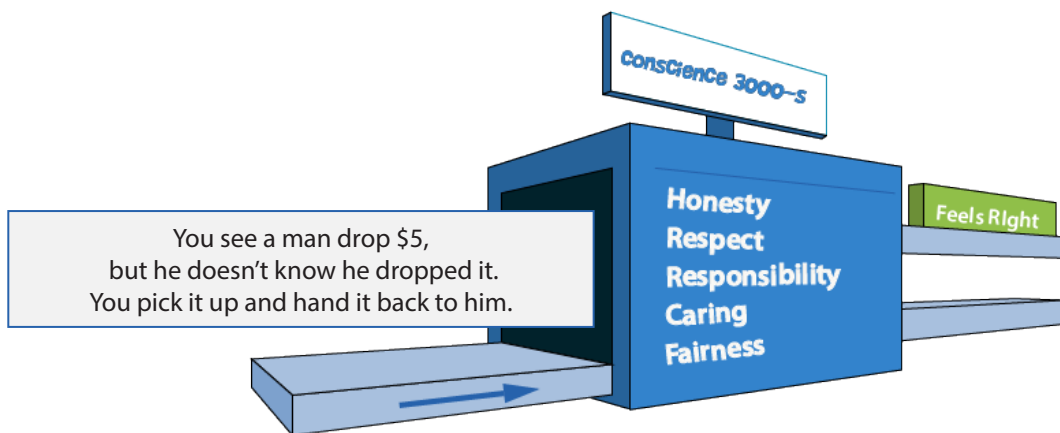 conscience 3000-s
Honesty
Respect
Responsibility
Caring
Fairness
Feels RIght
You see a man drop $5,
but he doesn't know he dropped it.
You pick it up and hand it back to him.